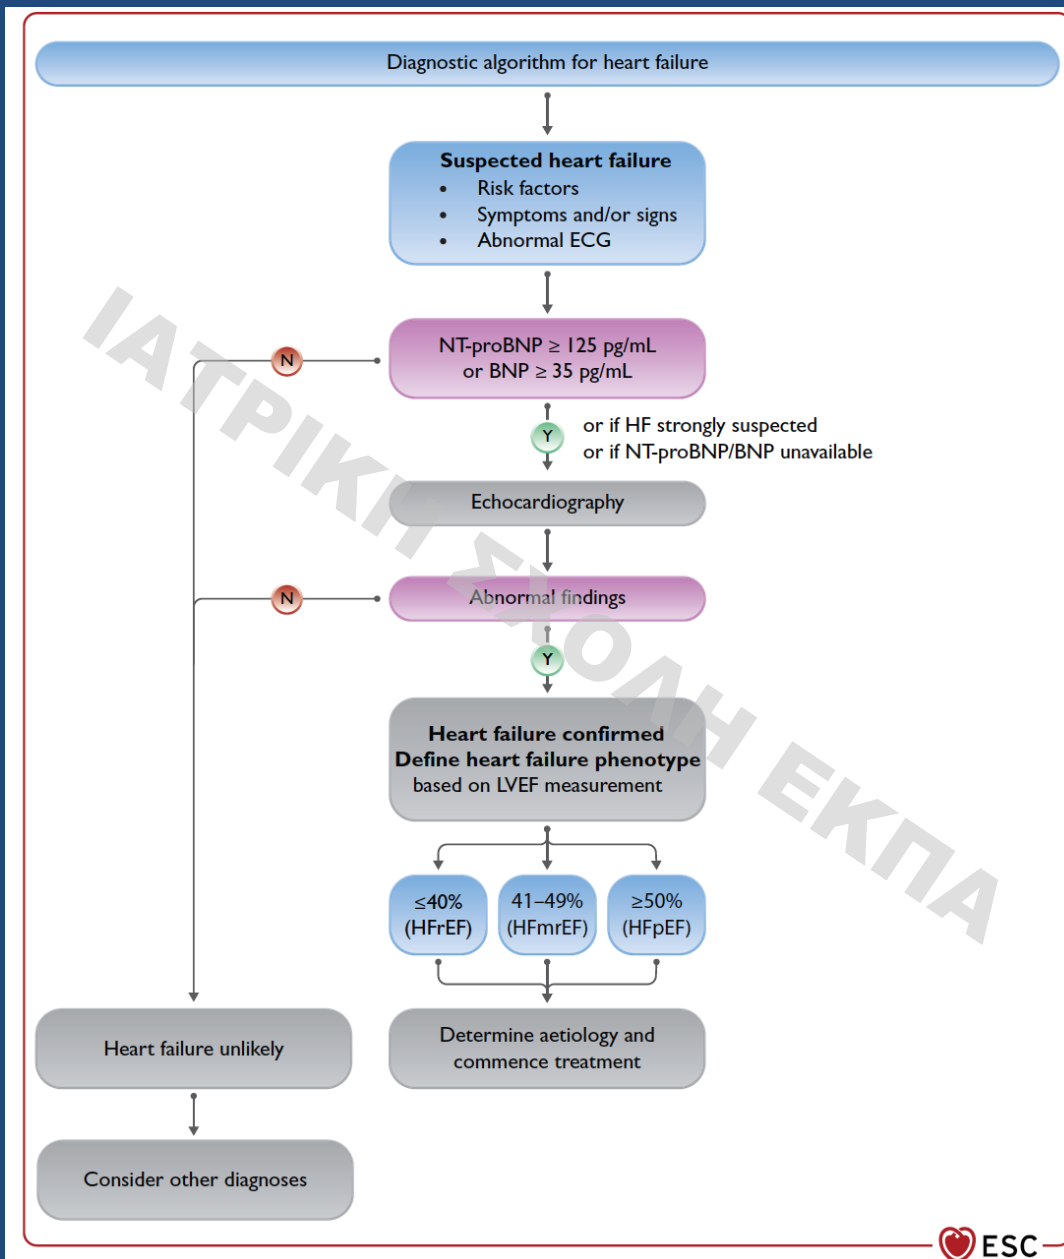 Diagnostic algorithm for heart failure
Suspected heart failure
• Risk factors
• Symptoms and/or signs
• Abnormal ECG
N
NT-proBNP ≥ 125 pg/mL
or BNP ≥ 35 pg/mL
Y
or if HF strongly suspected
or if NT-proBNP/BNP unavailable
Echocardiography
N
Abnormal findings
Y
Heart failure confirmed
Define heart failure phenotype
based on LVEF measurement
≤40%
(HFrEF)
41–49%
(HFmrEF)
≥50%
(HFpEF)
Heart failure unlikely
Determine aetiology and
commence treatment
Consider other diagnoses
ΙΑΤΡΙΚΗ ΣΧΟΛΗ ΕΚΠΑ
ESC